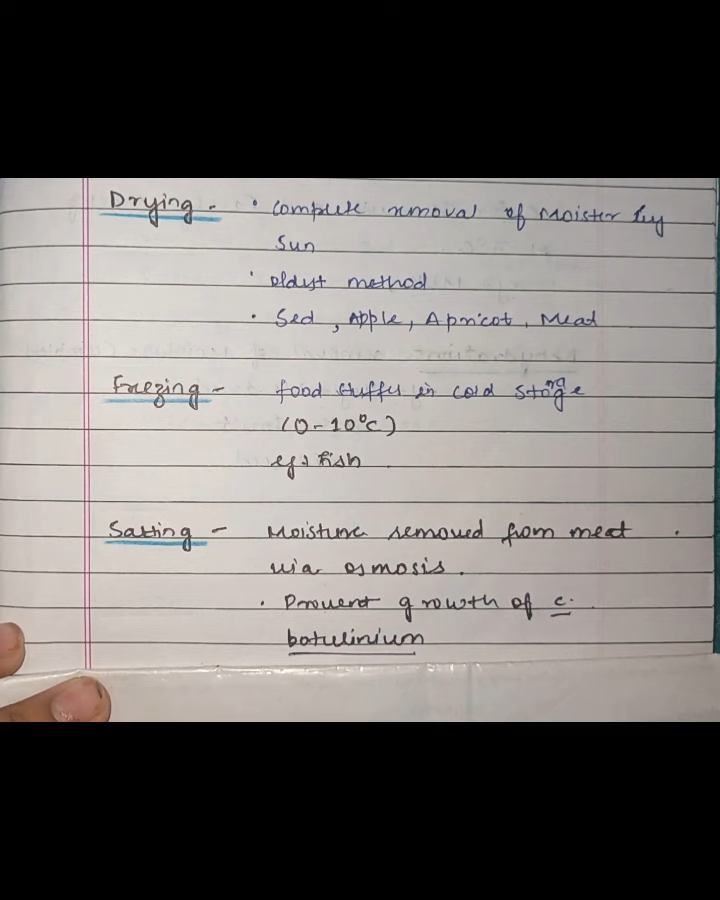 Drying - • Complete removal of Moister by
Sun
• oldest method
• Sed, Apple, Apricot, Meat
Freezing - food stuffs in cold storage
(0-10°C)
eg: Fish
Salting - Moisture removed from meat.
via osmosis.
• Prevent growth of c.
botulinium